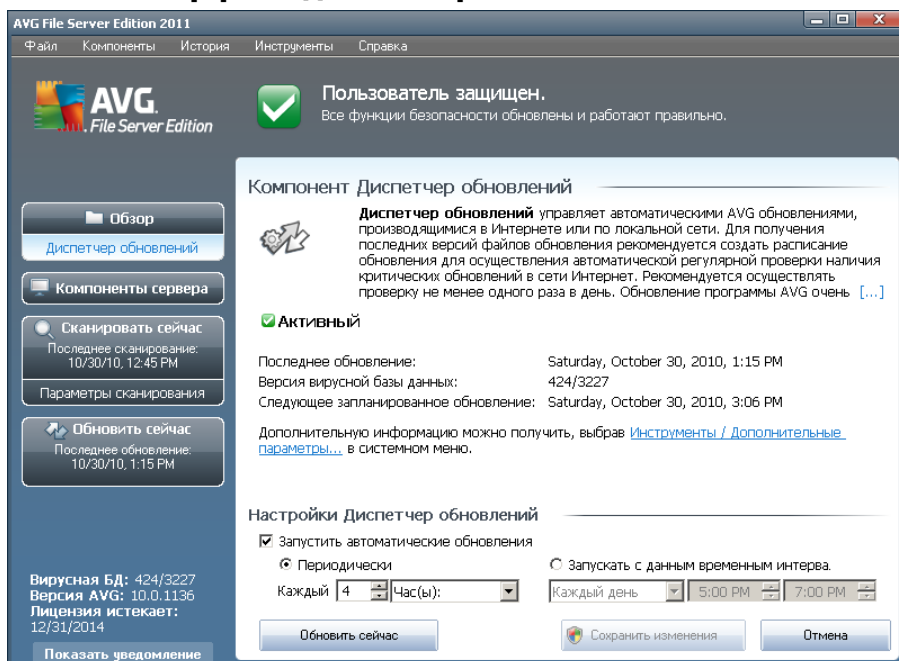 AVG File Server Edition 2011
Файл Компоненты История Инструменты Справка
AVG.
File Server Edition
Пользователь защищен.
Все функции безопасности обновлены и работают правильно.
Обзор
Диспетчер обновлений
Компоненты сервера
Сканировать сейчас
Последнее сканирование:
10/30/10, 12:45 PM
Параметры сканирования
Обновить сейчас
Последнее обновление:
10/30/10, 1:15 PM
Вирусная БД: 424/3227
Версия AVG: 10.0.1136
Лицензия истекает:
12/31/2014
Показать уведомление
Компонент Диспетчер обновлений
Диспетчер обновлений управляет автоматическими AVG обновлениями,
производящимися в Интернете или по локальной сети. Для получения
последних версий файлов обновления рекомендуется создать расписание
обновления для осуществления автоматической регулярной проверки наличия
критических обновлений в сети Интернет. Рекомендуется осуществлять
проверку не менее одного раза в день. Обновление программы AVG очень [...]
Активный
Последнее обновление: Saturday, October 30, 2010, 1:15 PM
Версия вирусной базы данных: 424/3227
Следующее запланированное обновление: Saturday, October 30, 2010, 3:06 PM
Дополнительную информацию можно получить, выбрав Инструменты / Дополнительные
параметры... в системном меню.
Настройки Диспетчер обновлений
Запустить автоматические обновления
Периодически Запускать с данным временным интерва.
Каждый 4 Час(ы): Каждый день 5:00 PM 7:00 PM
Обновить сейчас Сохранить изменения Отмена